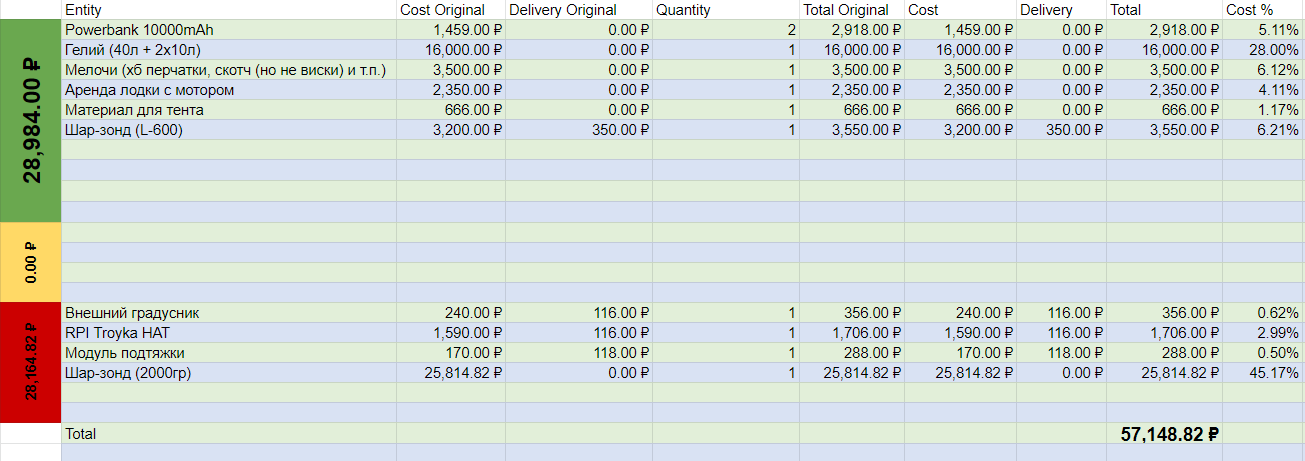 Entity Cost Original Delivery Original Quantity Total Original Cost Delivery Total Cost %
28,984.00 ₽
Powerbank 10000mAh 1,459.00 ₽ 0.00 ₽ 2 2,918.00 ₽ 1,459.00 ₽ 0.00 ₽ 2,918.00 ₽ 5.11%
Гелий (40л + 2x10л) 16,000.00 ₽ 0.00 ₽ 1 16,000.00 ₽ 16,000.00 ₽ 0.00 ₽ 16,000.00 ₽ 28.00%
Мелочи (хб перчатки, скотч (но не виски) и т.п.) 3,500.00 ₽ 0.00 ₽ 1 3,500.00 ₽ 3,500.00 ₽ 0.00 ₽ 3,500.00 ₽ 6.12%
Аренда лодки с мотором 2,350.00 ₽ 0.00 ₽ 1 2,350.00 ₽ 2,350.00 ₽ 0.00 ₽ 2,350.00 ₽ 4.11%
Материал для тента 666.00 ₽ 0.00 ₽ 1 666.00 ₽ 666.00 ₽ 0.00 ₽ 666.00 ₽ 1.17%
Шар-зонд (L-600) 3,200.00 ₽ 350.00 ₽ 1 3,550.00 ₽ 3,200.00 ₽ 350.00 ₽ 3,550.00 ₽ 6.21%
0.00 ₽
28,164.82 ₽
Внешний градусник 240.00 ₽ 116.00 ₽ 1 356.00 ₽ 240.00 ₽ 116.00 ₽ 356.00 ₽ 0.62%
RPI Troyka HAT 1,590.00 ₽ 116.00 ₽ 1 1,706.00 ₽ 1,590.00 ₽ 116.00 ₽ 1,706.00 ₽ 2.99%
Модуль подтяжки 170.00 ₽ 118.00 ₽ 1 288.00 ₽ 170.00 ₽ 118.00 ₽ 288.00 ₽ 0.50%
Шар-зонд (2000гр) 25,814.82 ₽ 0.00 ₽ 1 25,814.82 ₽ 25,814.82 ₽ 0.00 ₽ 25,814.82 ₽ 45.17%
Total 57,148.82 ₽